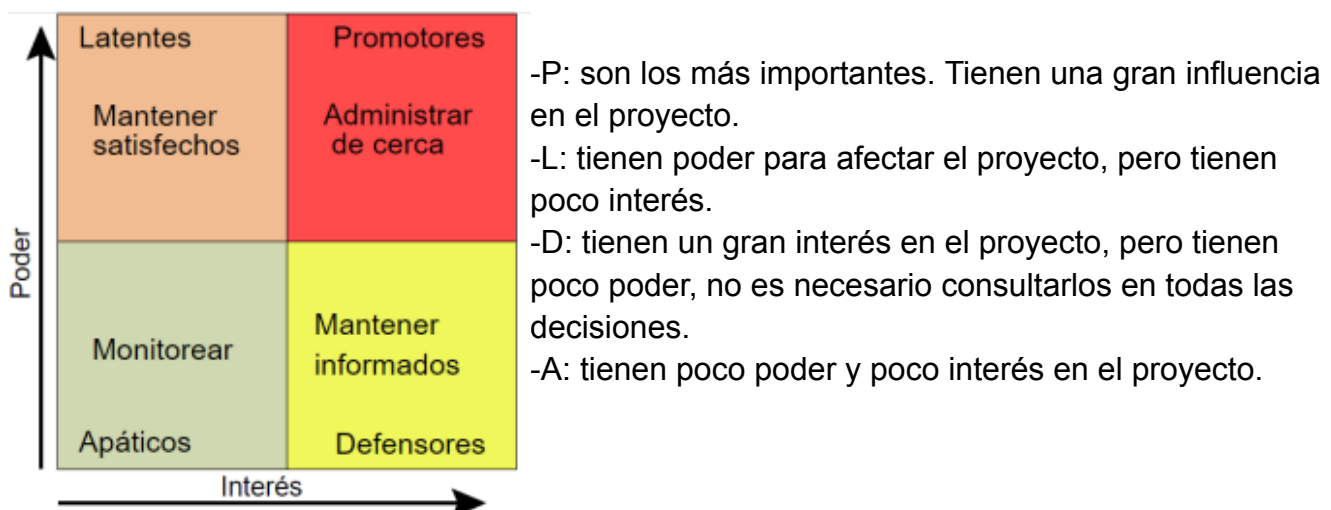 Latentes
Promotores
Mantener
satisfechos
Administrar
de cerca
Poder
Monitorear
Mantener
informados
Apáticos
Defensores
Interés
-P: son los más importantes. Tienen una gran influencia
en el proyecto.
-L: tienen poder para afectar el proyecto, pero tienen
poco interés.
-D: tienen un gran interés en el proyecto, pero tienen
poco poder, no es necesario consultarlos en todas las
decisiones.
-A: tienen poco poder y poco interés en el proyecto.